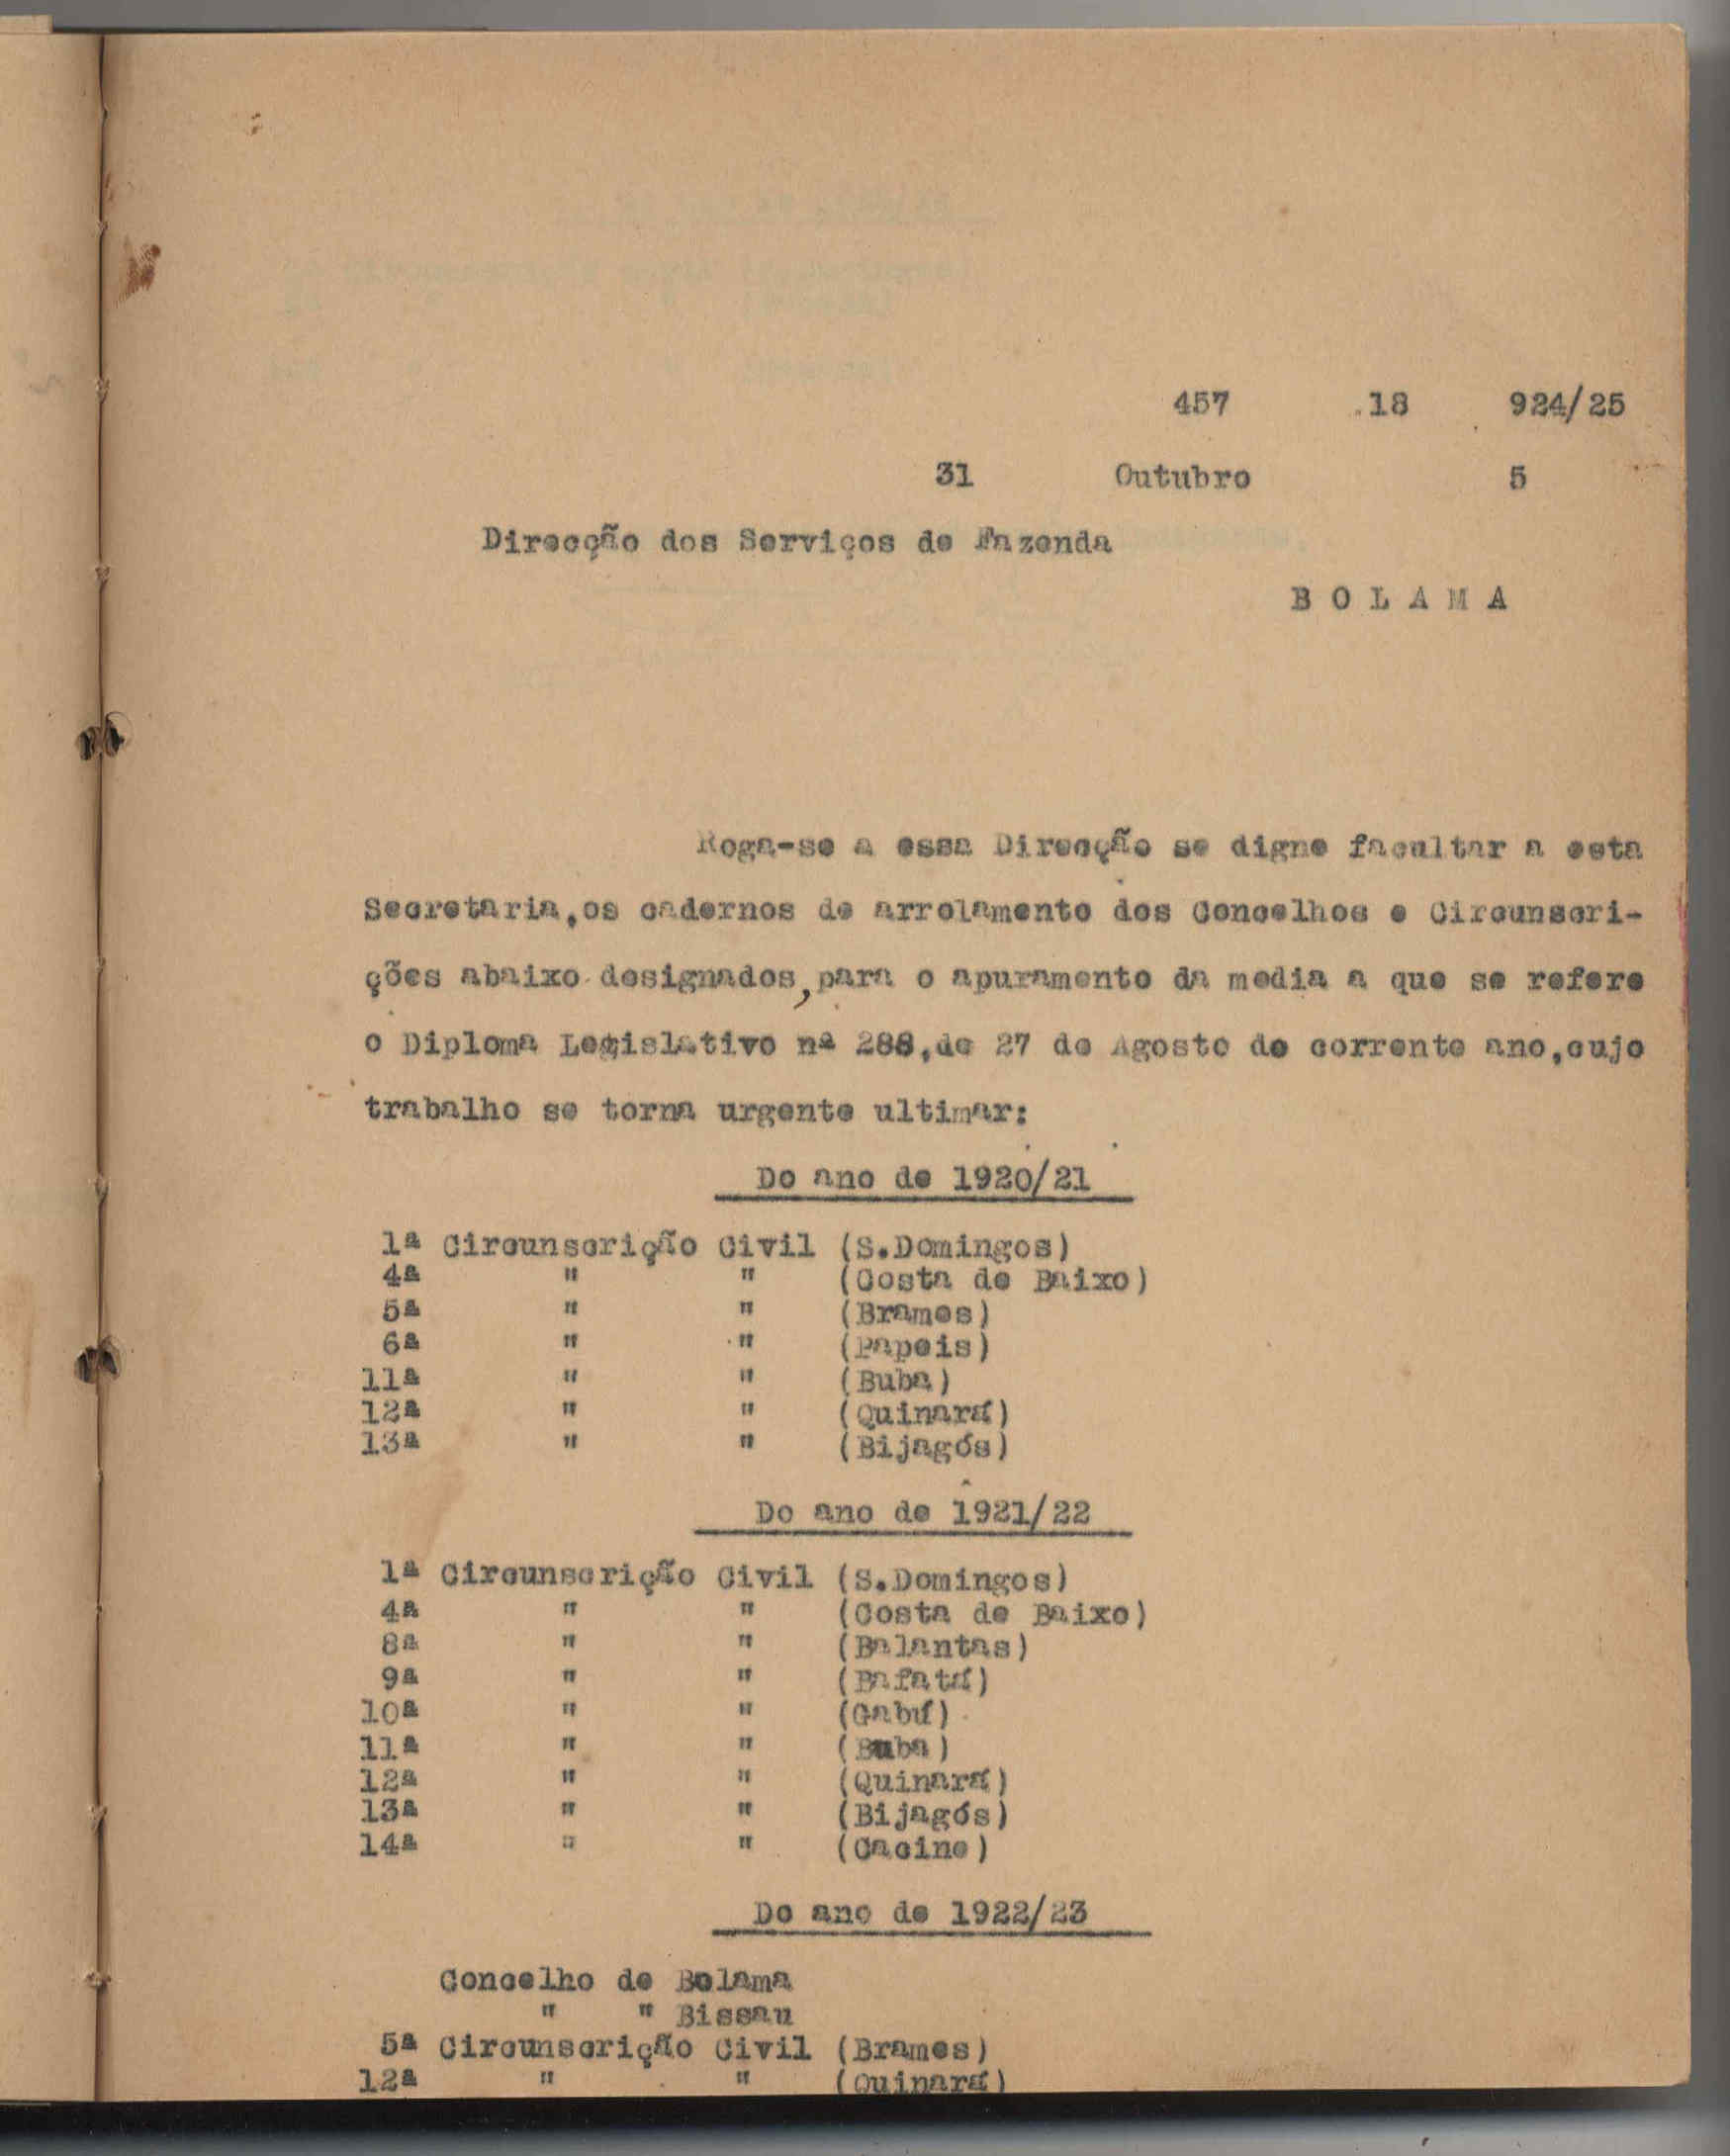 457 18 924/25
31 Outubro 5
Direcção dos Serviços de Fazenda
B O L A M A
Roga-se a essa Direcção se digne facultar a esta
Secretaria,os cadernos de arrolamento dos Concelhos e Circunscri-
ções abaixo designados,para o apuramento da media a que se refere
o Diploma Legislativo nº 288,de 27 de Agosto do corrente ano,cujo
trabalho se torna urgente ultimar:
Do ano de 1920/21
1ª Circunscrição Civil (S.Domingos)
4ª " " (Costa de Baixo)
5ª " " (Brames)
6ª " " (Papeis)
11ª " " (Buba)
12ª " " (Quinará)
13ª " " (Bijagós)
Do ano de 1921/22
1ª Circunscrição Civil (S.Domingos)
4ª " " (Costa de Baixo)
8ª " " (Balantas)
9ª " " (Bafatá)
10ª " " (Gabú)
11ª " " (Buba)
12ª " " (Quinará)
13ª " " (Bijagós)
14ª " " (Cacine)
Do ano de 1922/23
Concelho de Bolama
" " Bissau
5ª Circunscrição Civil (Brames)
12ª " " (Quinará)